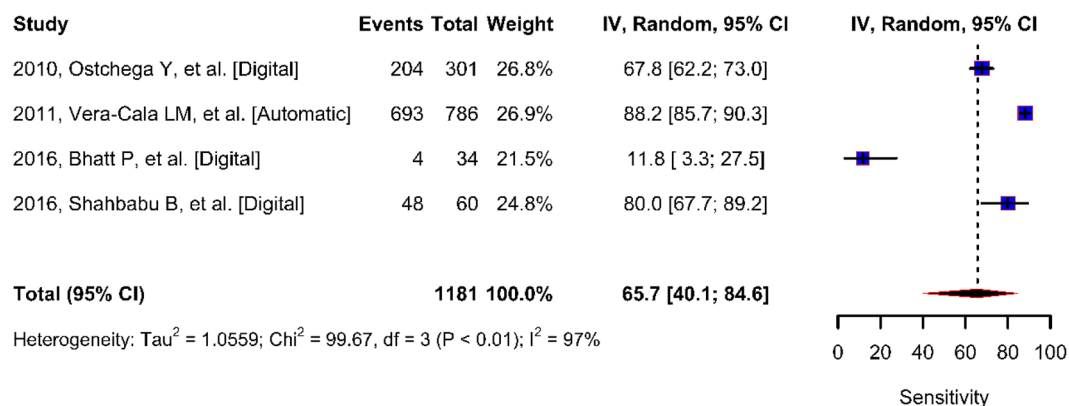 Study Events Total Weight IV, Random, 95% CI IV, Random, 95% CI
2010, Ostchega Y, et al. [Digital] 204 301 26.8% 67.8 [62.2; 73.0]
2011, Vera-Cala LM, et al. [Automatic] 693 786 26.9% 88.2 [85.7; 90.3]
2016, Bhatt P, et al. [Digital] 4 34 21.5% 11.8 [ 3.3; 27.5]
2016, Shahbabu B, et al. [Digital] 48 60 24.8% 80.0 [67.7; 89.2]
Total (95% CI) 1181 100.0% 65.7 [40.1; 84.6]
Heterogeneity: Tau² = 1.0559; Chi² = 99.67, df = 3 (P < 0.01); I² = 97%
0 20 40 60 80 100
Sensitivity